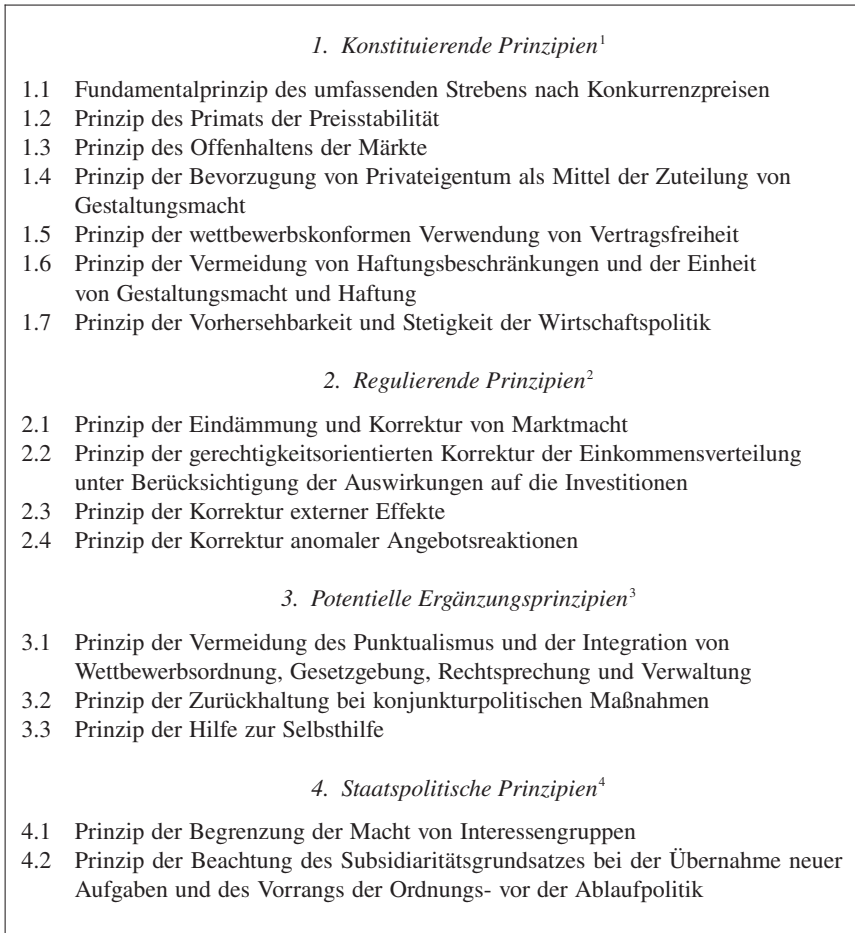 1. Konstituierende Prinzipien¹
1.1 Fundamentalprinzip des umfassenden Strebens nach Konkurrenzpreisen
1.2 Prinzip des Primats der Preisstabilität
1.3 Prinzip des Offenhaltens der Märkte
1.4 Prinzip der Bevorzugung von Privateigentum als Mittel der Zuteilung von
Gestaltungsmacht
1.5 Prinzip der wettbewerbskonformen Verwendung von Vertragsfreiheit
1.6 Prinzip der Vermeidung von Haftungsbeschränkungen und der Einheit
von Gestaltungsmacht und Haftung
1.7 Prinzip der Vorhersehbarkeit und Stetigkeit der Wirtschaftspolitik
2. Regulierende Prinzipien²
2.1 Prinzip der Eindämmung und Korrektur von Marktmacht
2.2 Prinzip der gerechtigkeitsorientierten Korrektur der Einkommensverteilung
unter Berücksichtigung der Auswirkungen auf die Investitionen
2.3 Prinzip der Korrektur externer Effekte
2.4 Prinzip der Korrektur anomaler Angebotsreaktionen
3. Potentielle Ergänzungsprinzipien³
3.1 Prinzip der Vermeidung des Punktualismus und der Integration von
Wettbewerbsordnung, Gesetzgebung, Rechtsprechung und Verwaltung
3.2 Prinzip der Zurückhaltung bei konjunkturpolitischen Maßnahmen
3.3 Prinzip der Hilfe zur Selbsthilfe
4. Staatspolitische Prinzipien⁴
4.1 Prinzip der Begrenzung der Macht von Interessengruppen
4.2 Prinzip der Beachtung des Subsidiaritätsgrundsatzes bei der Übernahme neuer
Aufgaben und des Vorrangs der Ordnungs- vor der Ablaufpolitik